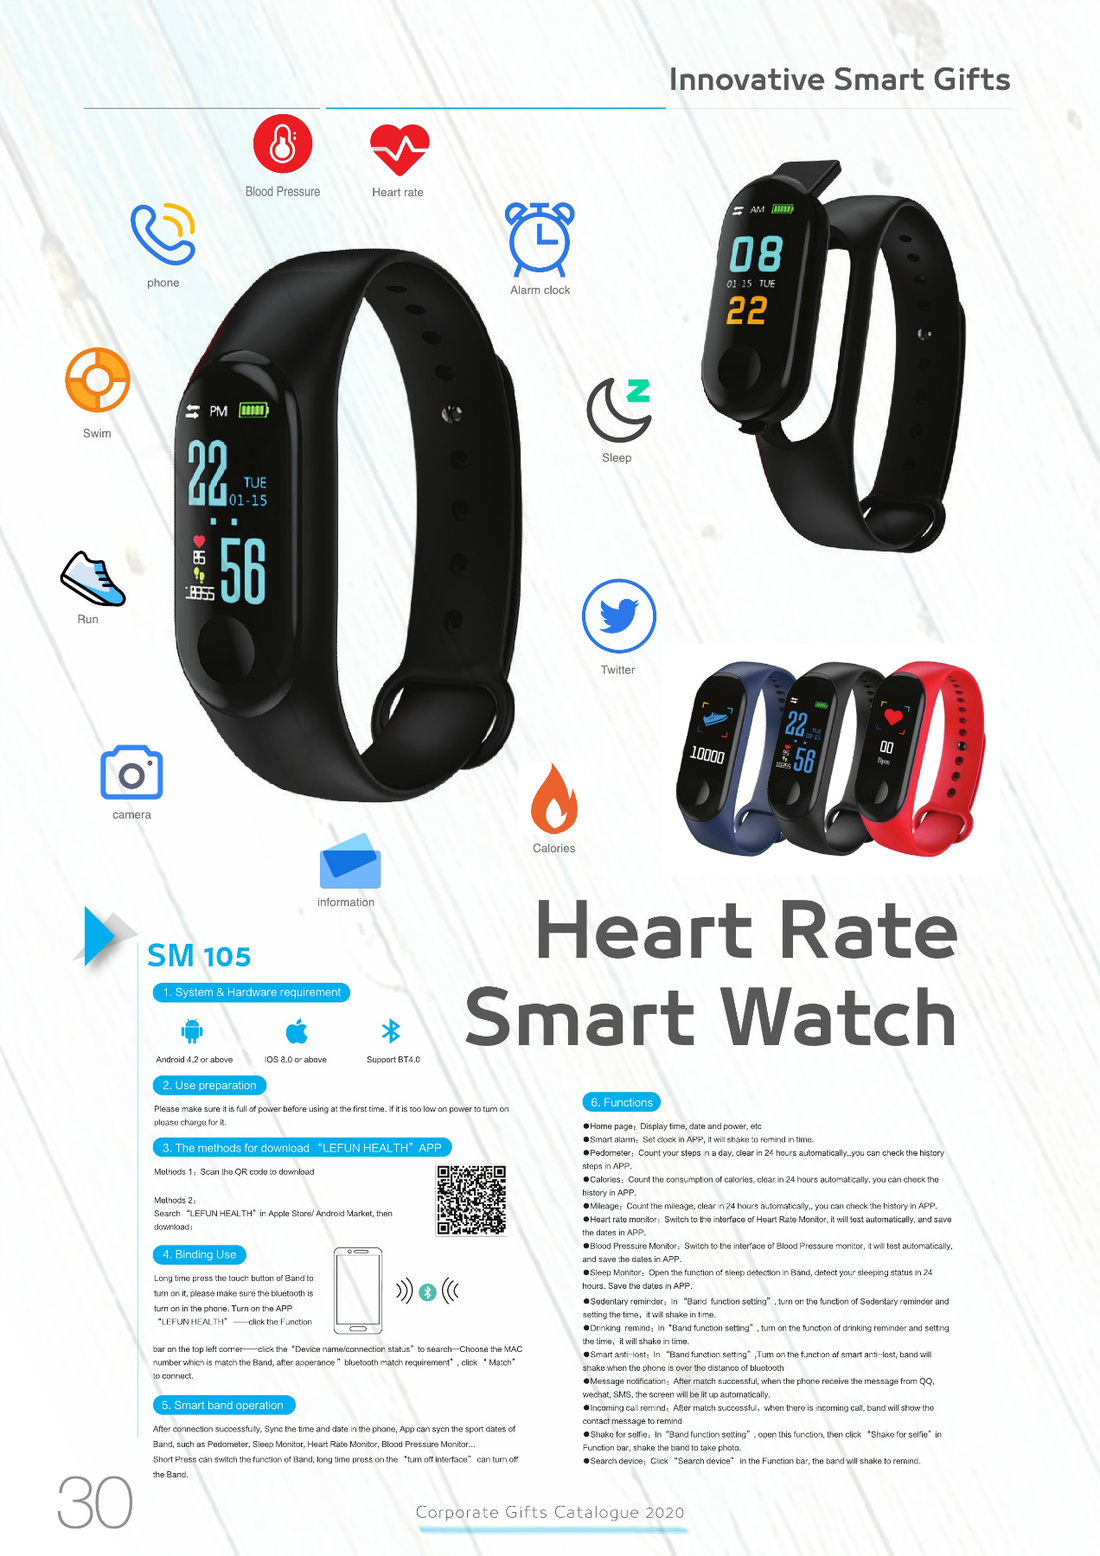 Innovative Smart Gifts
Blood Pressure
Heart rate
phone
Alarm clock
Swim
Sleep
Run
Twitter
camera
Calories
information
PM
22
TUE
01-15
85
56
AM
08
01-15 TUE
22
10000
22
56
00
Bpm
Heart Rate
Smart Watch
SM 105
1. System & Hardware requirement
Android 4.2 or above
IOS 8.0 or above
Support BT4.0
2. Use preparation
Please make sure it is full of power before using at the first time. If it is too low on power to turn on
please charge for it.
3. The methods for download “LEFUN HEALTH” APP
Methods 1: Scan the QR code to download
Methods 2:
Search “LEFUN HEALTH” in Apple Store/ Android Market, then
download:
4. Binding Use
Long time press the touch button of Band to
turn on it, please make sure the bluetooth is
turn on in the phone. Turn on the APP
“LEFUN HEALTH” ——click the Function
bar on the top left corner——click the “Device name/connection status” to search—Choose the MAC
number which is match the Band, after apperance ” bluetooth match requirement” , click “ Match”
to connect.
5. Smart band operation
After connection successfully, Sync the time and date in the phone, App can sycn the sport dates of
Band, such as Pedometer, Sleep Monitor, Heart Rate Monitor, Blood Pressure Monitor...
Short Press can switch the function of Band, long time press on the “turn off interface” can turn off
the Band.
6. Functions
●Home page: Display time, date and power, etc
●Smart alarm: Set clock in APP, it will shake to remind in time.
●Pedometer: Count your steps in a day, clear in 24 hours automatically,.you can check the history
steps in APP.
●Calories: Count the consumption of calories, clear in 24 hours automatically, you can check the
history in APP.
●Mileage: Count the mileage, clear in 24 hours automatically,, you can check the history in APP.
●Heart rate monitor: Switch to the interface of Heart Rate Monitor, it will test automatically, and save
the dates in APP.
●Blood Pressure Monitor: Switch to the interface of Blood Pressure monitor, it will test automatically,
and save the dates in APP.
●Sleep Monitor: Open the function of sleep detection in Band, detect your sleeping status in 24
hours. Save the dates in APP.
●Sedentary reminder: In “Band function setting” , turn on the function of Sedentary reminder and
setting the time, it will shake in time.
●Drinking remind: In “Band function setting” , turn on the function of drinking reminder and setting
the time, it will shake in time.
●Smart anti-lost: In “Band function setting” ,Turn on the function of smart anti-lost, band will
shake when the phone is over the distance of bluetooth
●Message notification: After match successful, when the phone receive the message from QQ,
wechat, SMS, the screen will be lit up automatically.
●Incoming call remind: After match successful, when there is incoming call, band will show the
contact message to remind
●Shake for selfie: In “Band function setting” , open this function, then click “Shake for selfie” in
Function bar, shake the band to take photo.
●Search device: Click “Search device” in the Function bar, the band will shake to remind.
30
Corporate Gifts Catalogue 2020